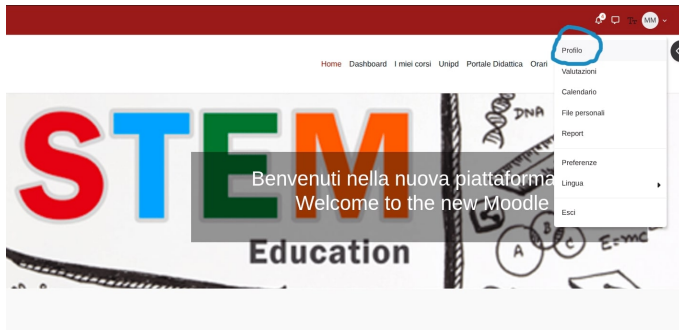 MM
Home Dashboard I miei corsi Unipd Portale Didattica Orari
Profilo
Valutazioni
Calendario
File personali
Report
Preferenze
Lingua
Esci
STEM
Education
Benvenuti nella nuova piattaforma
Welcome to the new Moodle
DNA
A
B
C
E=mc